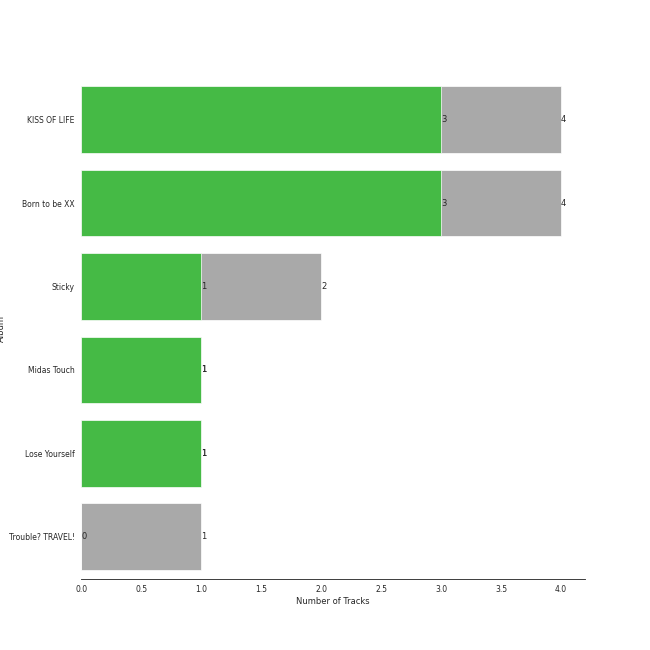 KISS OF LIFE 3 4
Born to be XX 3 4
Sticky 1 2
Album
Midas Touch 1
Lose Yourself 1
Trouble? TRAVEL! 0 1
0.0 0.5 1.0 1.5 2.0 2.5 3.0 3.5 4.0
Number of Tracks